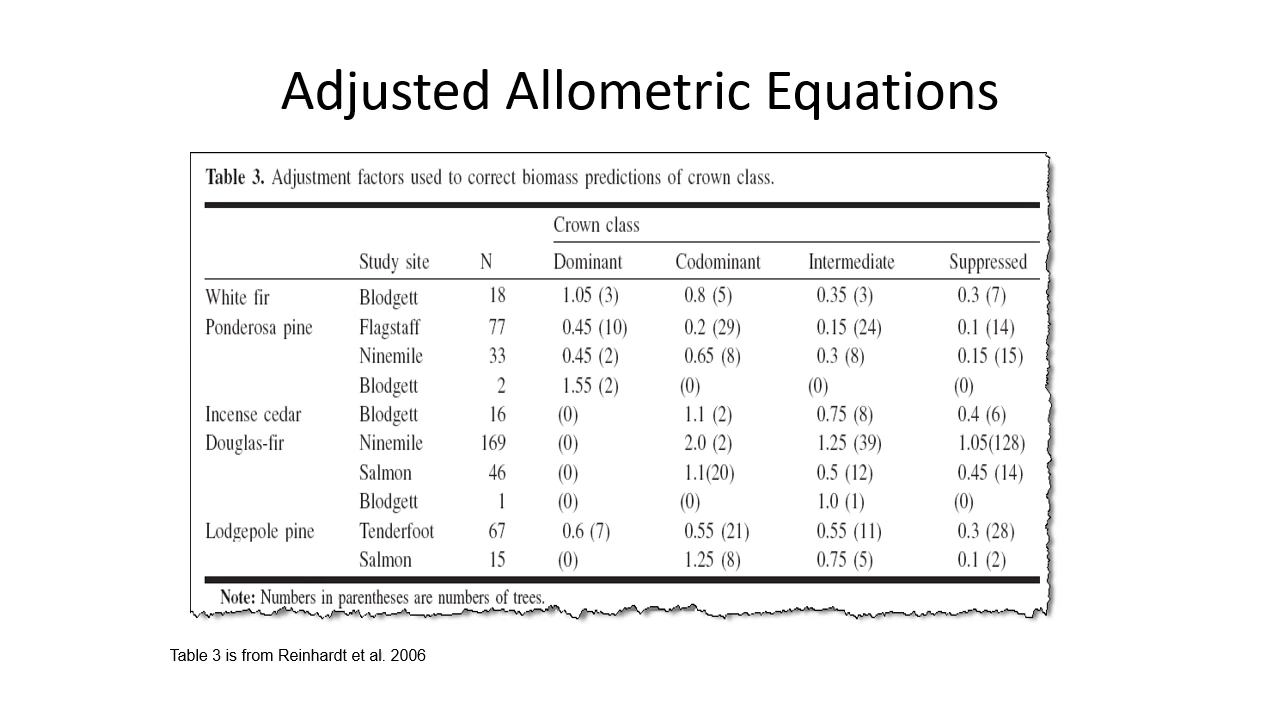 Adjusted Allometric Equations
Table 3. Adjustment factors used to correct biomass predictions of crown class.
Crown class
Study site N Dominant Codominant Intermediate Suppressed
White fir Blodgett 18 1.05 (3) 0.8 (5) 0.35 (3) 0.3 (7)
Ponderosa pine Flagstaff 77 0.45 (10) 0.2 (29) 0.15 (24) 0.1 (14)
Ninemile 33 0.45 (2) 0.65 (8) 0.3 (8) 0.15 (15)
Blodgett 2 1.55 (2) (0) (0) (0)
Incense cedar Blodgett 16 (0) 1.1 (2) 0.75 (8) 0.4 (6)
Douglas-fir Ninemile 169 (0) 2.0 (2) 1.25 (39) 1.05(128)
Salmon 46 (0) 1.1(20) 0.5 (12) 0.45 (14)
Blodgett 1 (0) (0) 1.0 (1) (0)
Lodgepole pine Tenderfoot 67 0.6 (7) 0.55 (21) 0.55 (11) 0.3 (28)
Salmon 15 (0) 1.25 (8) 0.75 (5) 0.1 (2)
Note: Numbers in parentheses are numbers of trees.
Table 3 is from Reinhardt et al. 2006